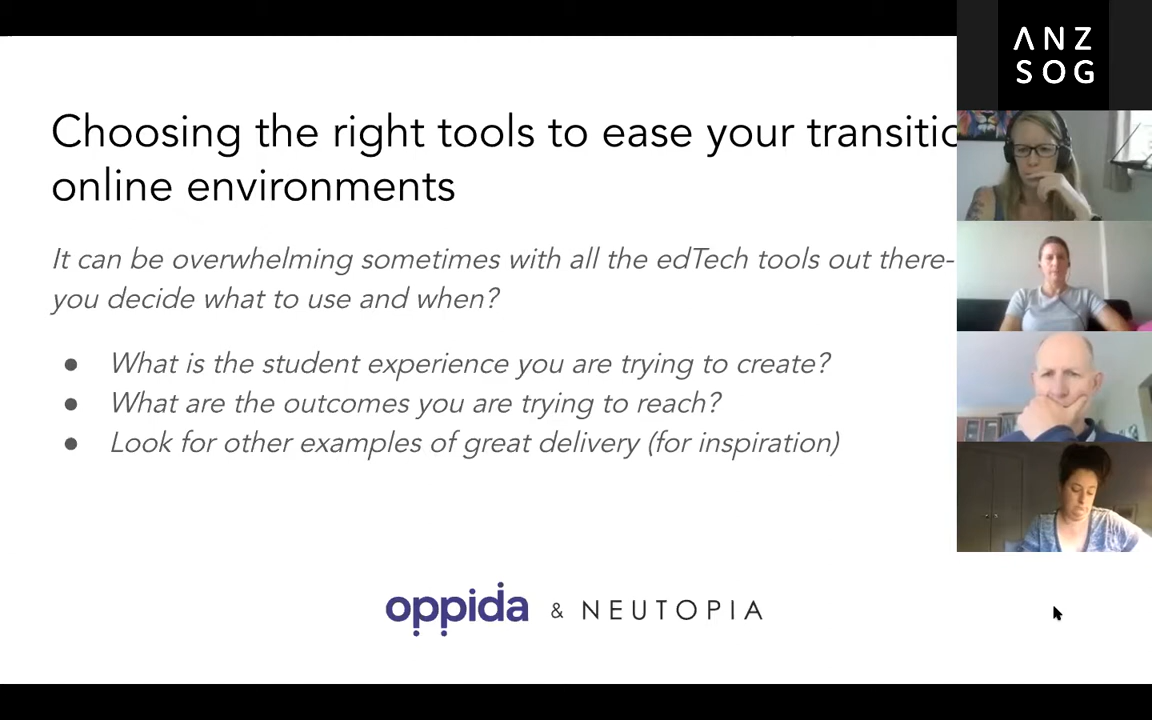 Choosing the right tools to ease your transitio
online environments
It can be overwhelming sometimes with all the edTech tools out there-
you decide what to use and when?
● What is the student experience you are trying to create?
● What are the outcomes you are trying to reach?
● Look for other examples of great delivery (for inspiration)
oppida & NEUTOPIA
ΛNZ
SOG